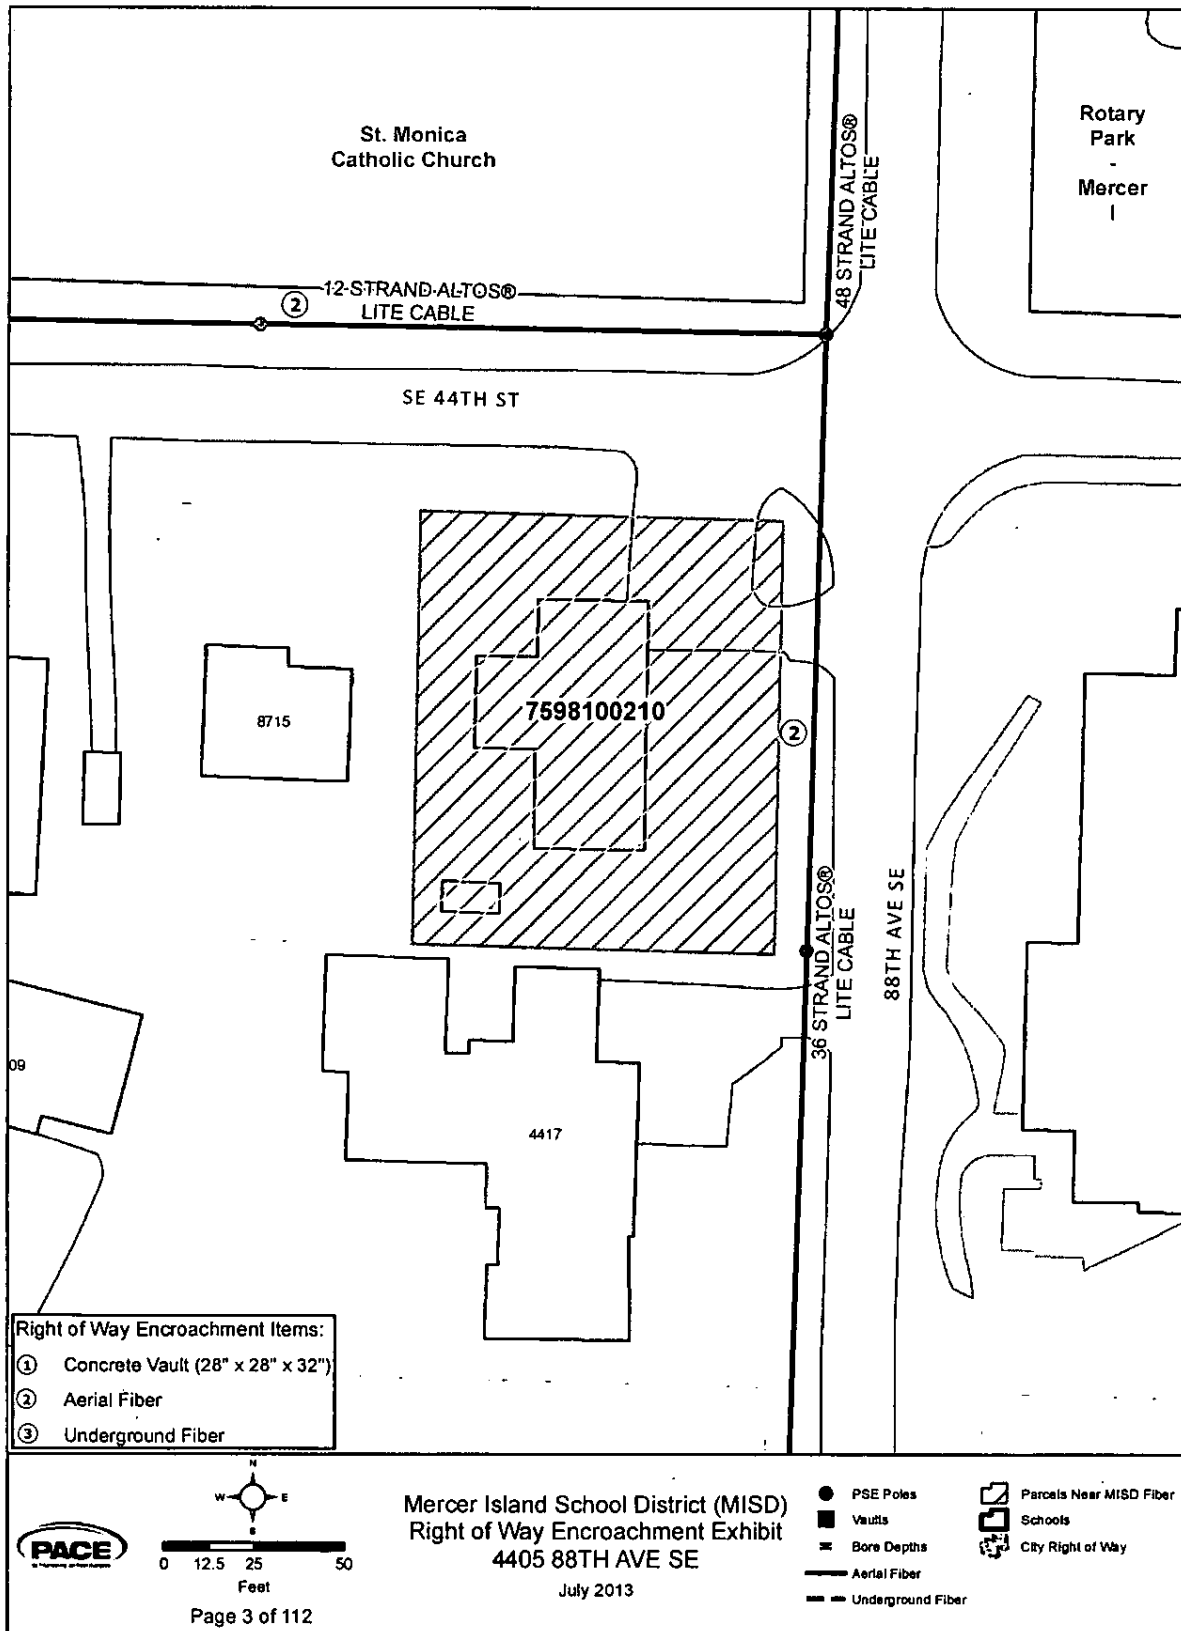 St. Monica
Catholic Church
Rotary
Park
-
Mercer
I
48 STRAND ALTOS®
LITE CABLE
12 STRAND ALTOS®
LITE CABLE
2
SE 44TH ST
7598100210
8715
2
36 STRAND ALTOS®
LITE CABLE
88TH AVE SE
09
4417
Right of Way Encroachment Items:
1 Concrete Vault (28" x 28" x 32")
2 Aerial Fiber
3 Underground Fiber
N
W E
S
PACE
0 12.5 25 50
Feet
Page 3 of 112
Mercer Island School District (MISD)
Right of Way Encroachment Exhibit
4405 88TH AVE SE
July 2013
PSE Poles
Vaults
Bore Depths
Aerial Fiber
Underground Fiber
Parcels Near MISD Fiber
Schools
City Right of Way